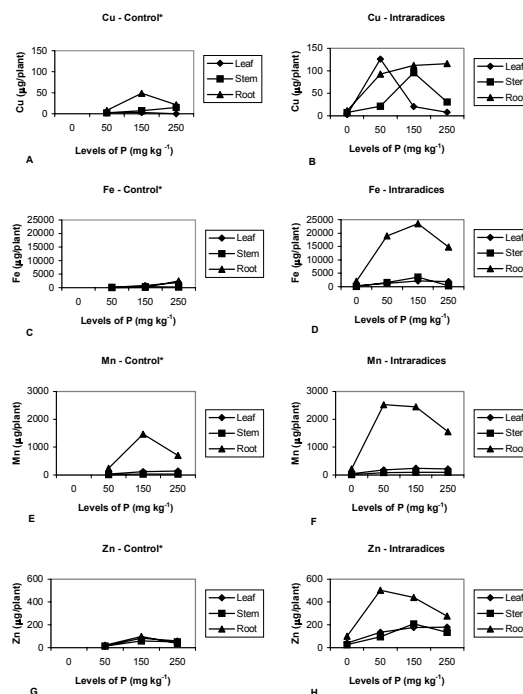 Cu - Control*
150
100
50
0
Cu (µg/plant)
0 50 150 250
Levels of P (mg kg⁻¹)
Leaf
Stem
Root
A
Cu - Intraradices
150
100
50
0
Cu (µg/plant)
0 50 150 250
Levels of P (mg kg⁻¹)
Leaf
Stem
Root
B
Fe - Control*
25000
20000
15000
10000
5000
0
Fe (µg/plant)
50 150 250
Levels of P (mg kg⁻¹)
Leaf
Stem
Root
C
Fe - Intraradices
25000
20000
15000
10000
5000
0
Fe (µg/plant)
0 50 150 250
Levels of P (mg kg⁻¹)
Leaf
Stem
Root
D
Mn - Control*
3000
2000
1000
0
Mn (µg/plant)
0 50 150 250
Levels of P (mg kg⁻¹)
Leaf
Stem
Root
E
Mn - Intraradices
3000
2000
1000
0
Mn (µg/plant)
0 50 150 250
Levels of P (mg kg⁻¹)
Leaf
Stem
Root
F
Zn - Control*
600
400
200
0
Zn (µg/plant)
0 50 150 250
Levels of P (mg kg⁻¹)
Leaf
Stem
Root
G
Zn - Intraradices
600
400
200
0
Zn (µg/plant)
0 50 150 250
Levels of P (mg kg⁻¹)
Leaf
Stem
Root
H